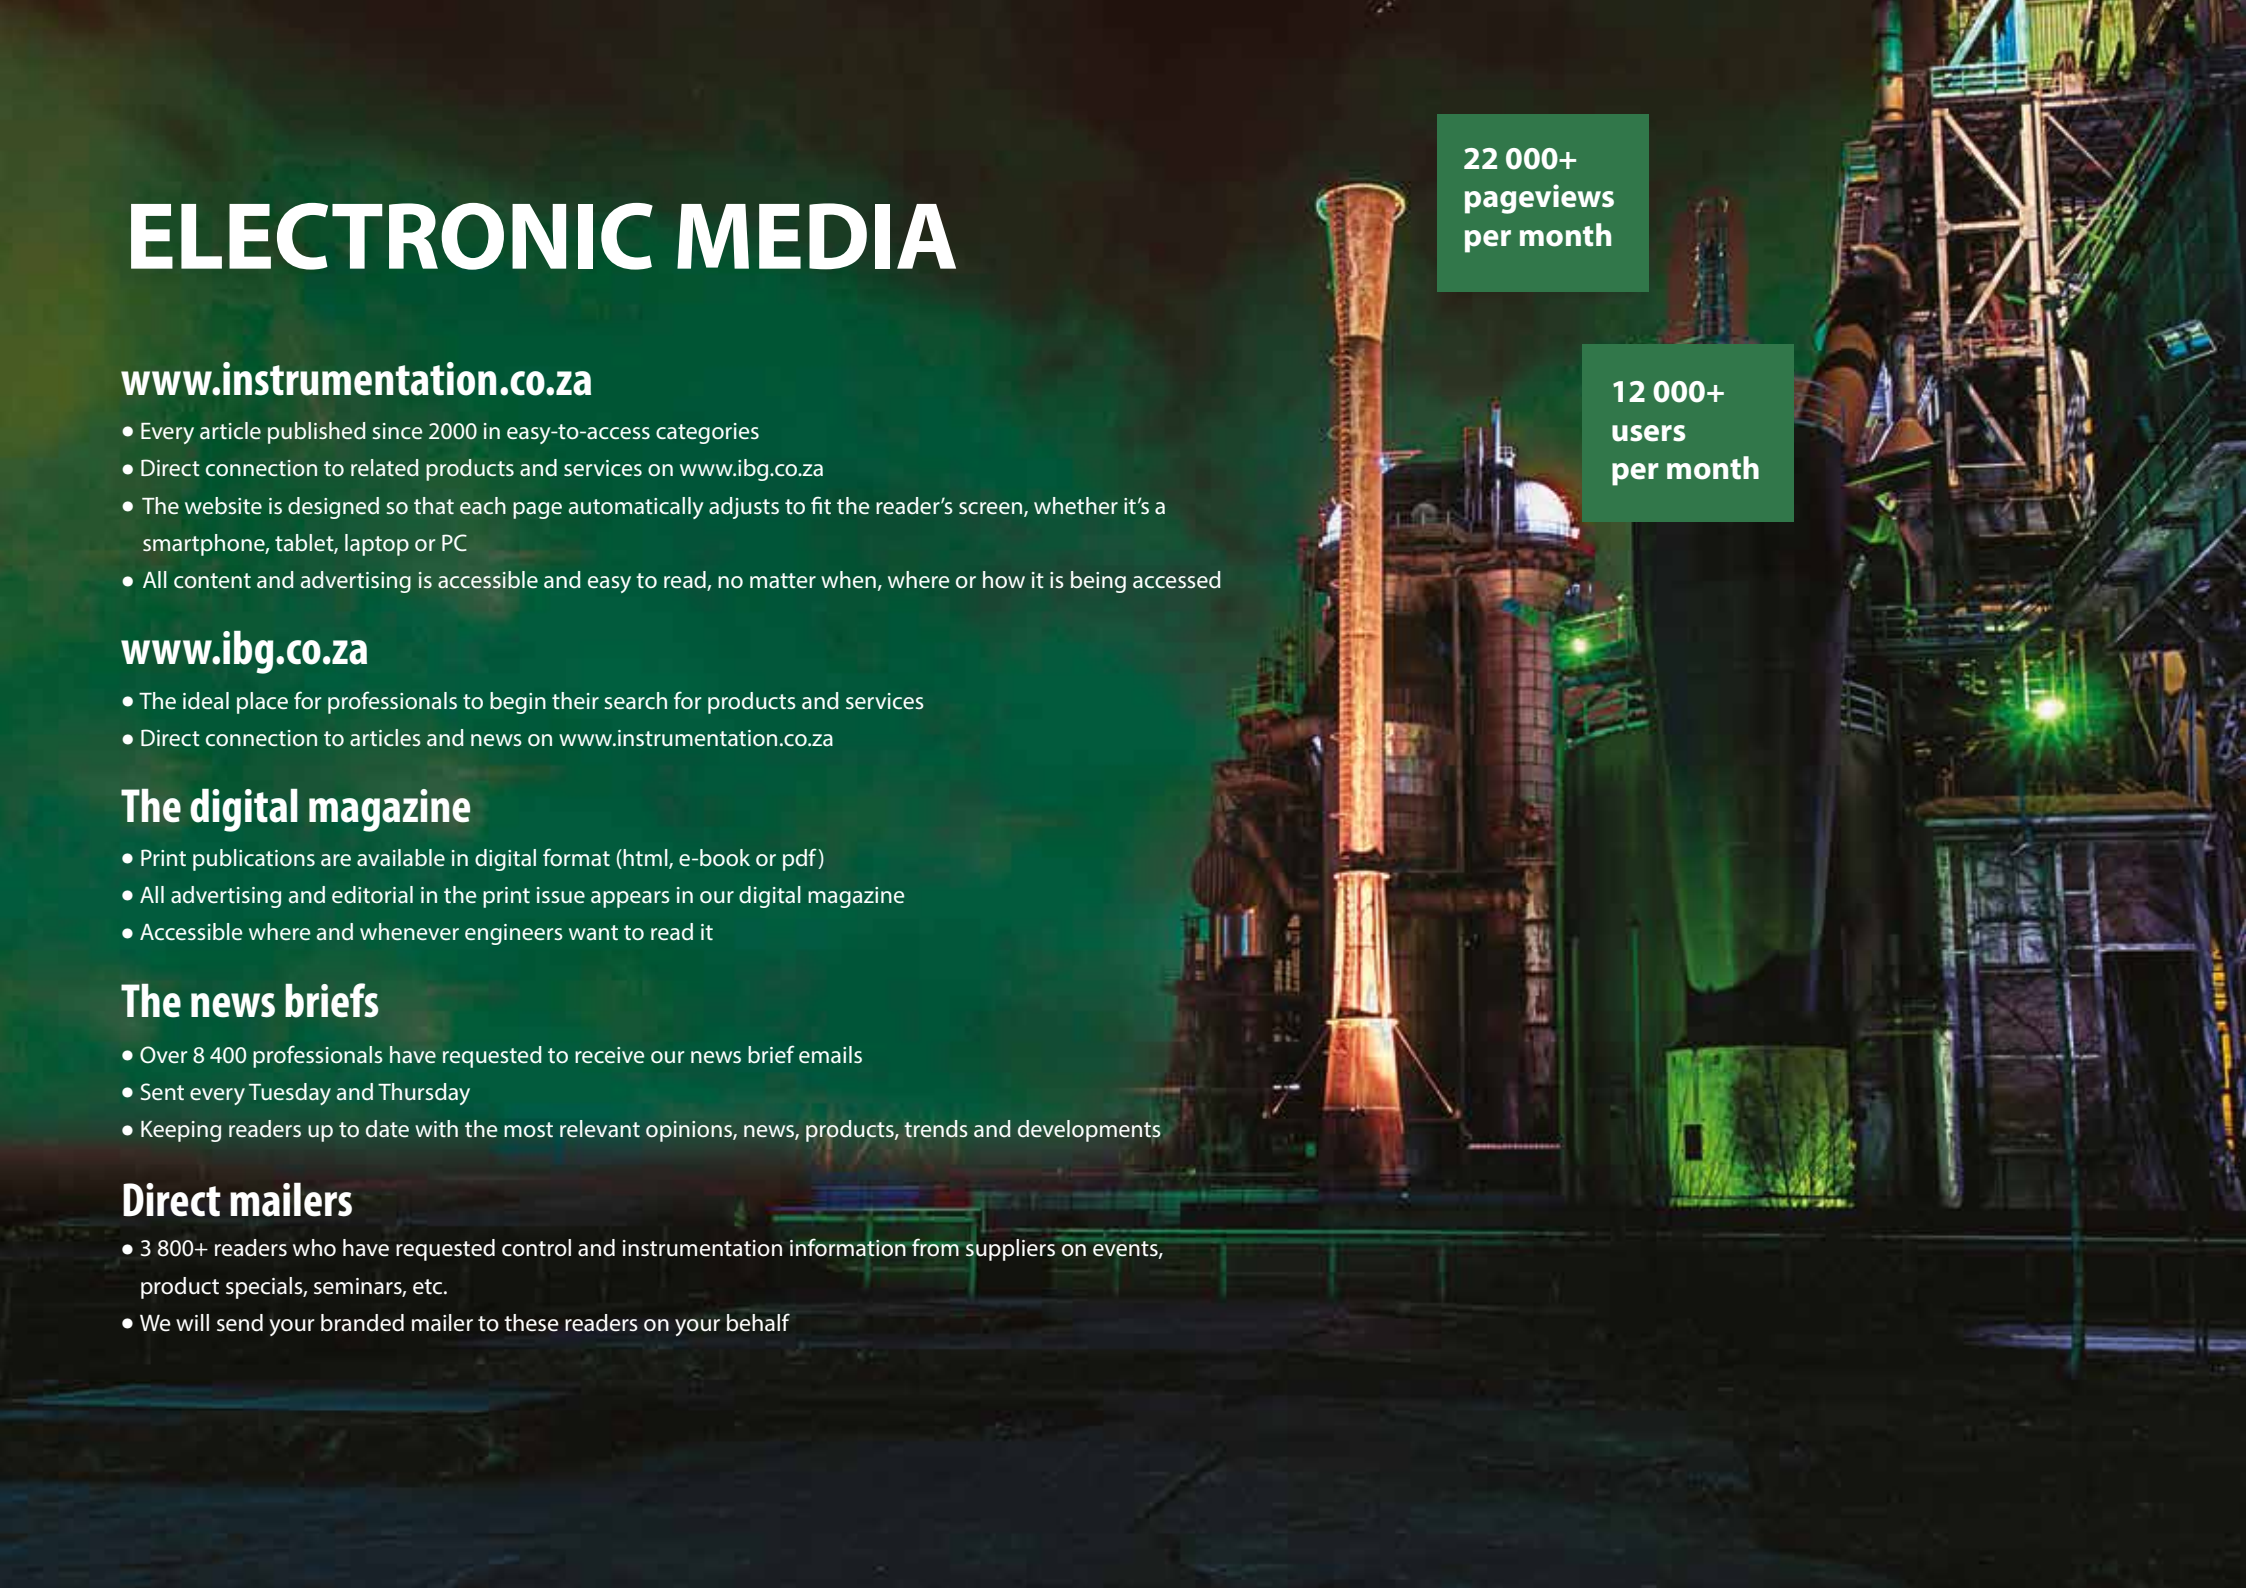 ELECTRONIC MEDIA
www.instrumentation.co.za
• Every article published since 2000 in easy-to-access categories
• Direct connection to related products and services on www.ibg.co.za
• The website is designed so that each page automatically adjusts to fit the reader’s screen, whether it’s a
smartphone, tablet, laptop or PC
• All content and advertising is accessible and easy to read, no matter when, where or how it is being accessed
www.ibg.co.za
• The ideal place for professionals to begin their search for products and services
• Direct connection to articles and news on www.instrumentation.co.za
The digital magazine
• Print publications are available in digital format (html, e-book or pdf)
• All advertising and editorial in the print issue appears in our digital magazine
• Accessible where and whenever engineers want to read it
The news briefs
• Over 8 400 professionals have requested to receive our news brief emails
• Sent every Tuesday and Thursday
• Keeping readers up to date with the most relevant opinions, news, products, trends and developments
Direct mailers
• 3 800+ readers who have requested control and instrumentation information from suppliers on events,
product specials, seminars, etc.
• We will send your branded mailer to these readers on your behalf
22 000+
pageviews
per month
12 000+
users
per month